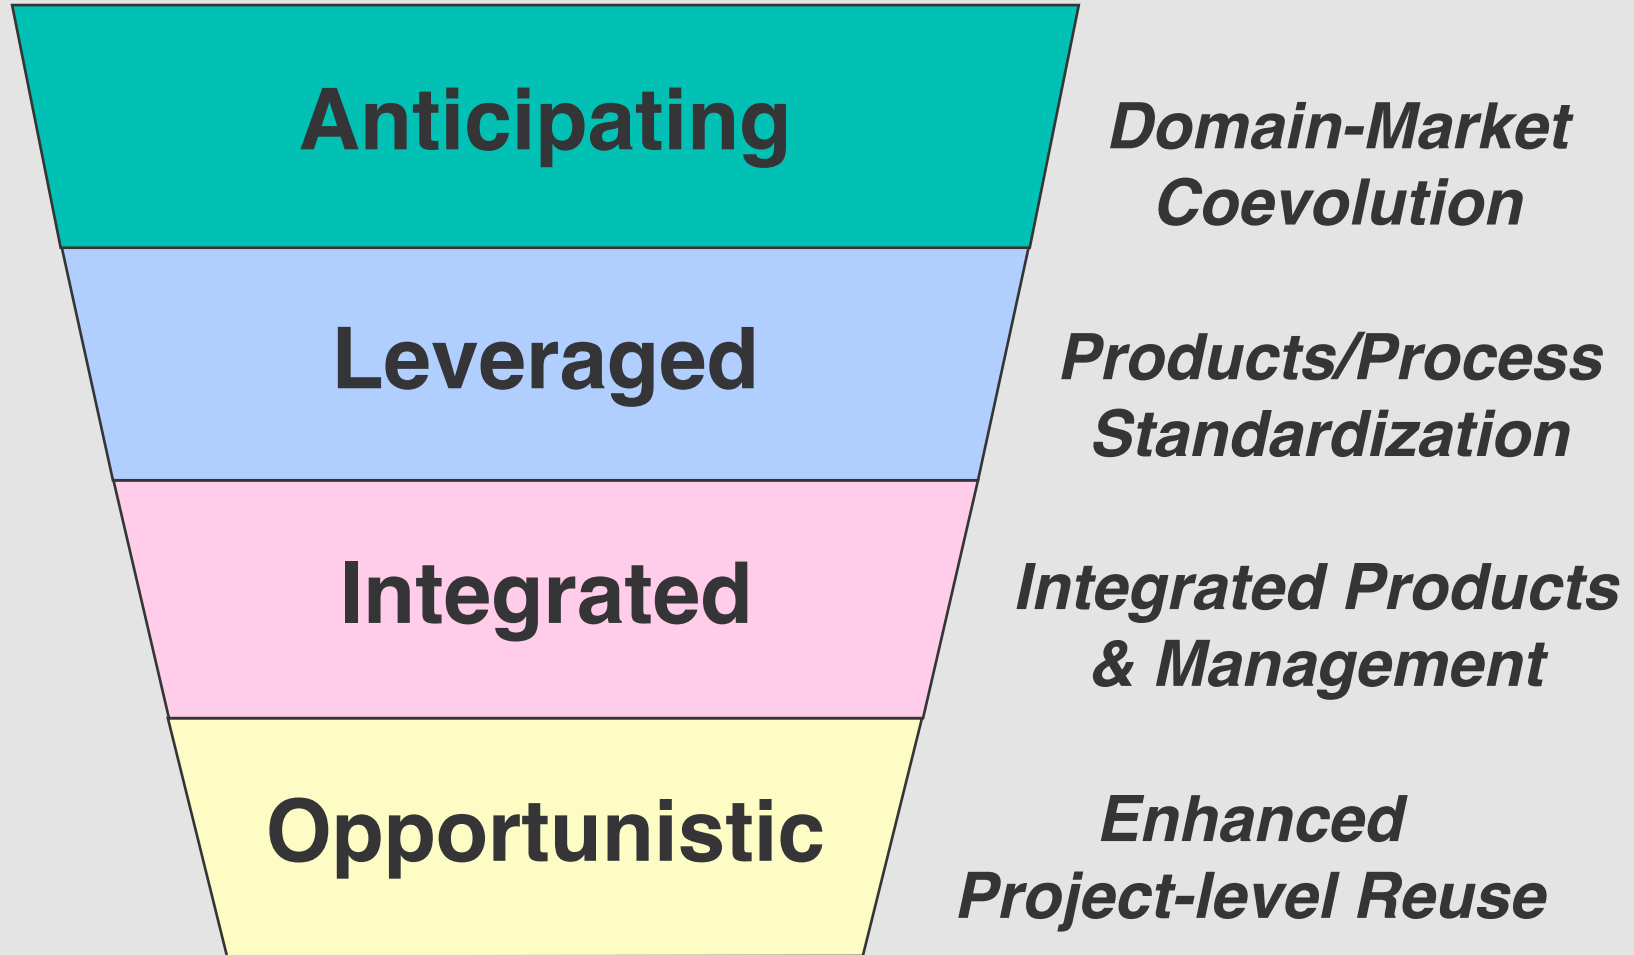 Anticipating
Domain-Market
Coevolution
Leveraged
Products/Process
Standardization
Integrated
Integrated Products
& Management
Opportunistic
Enhanced
Project-level Reuse